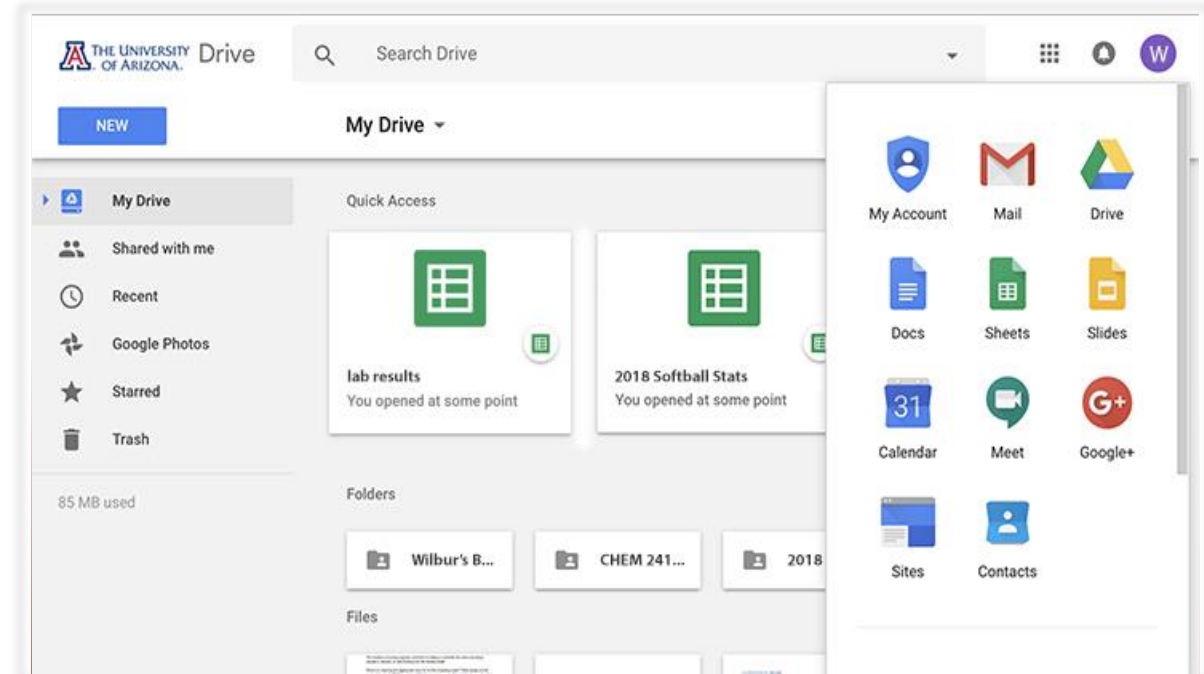 THE UNIVERSITY
OF ARIZONA.
Drive
Search Drive
W
NEW
My Drive
My Drive
Shared with me
Recent
Google Photos
Starred
Trash
85 MB used
Quick Access
lab results
You opened at some point
2018 Softball Stats
You opened at some point
Folders
Wilbur's B...
CHEM 241...
2018
Files
My Account
Mail
Drive
Docs
Sheets
Slides
31
G+
Calendar
Meet
Google+
Sites
Contacts